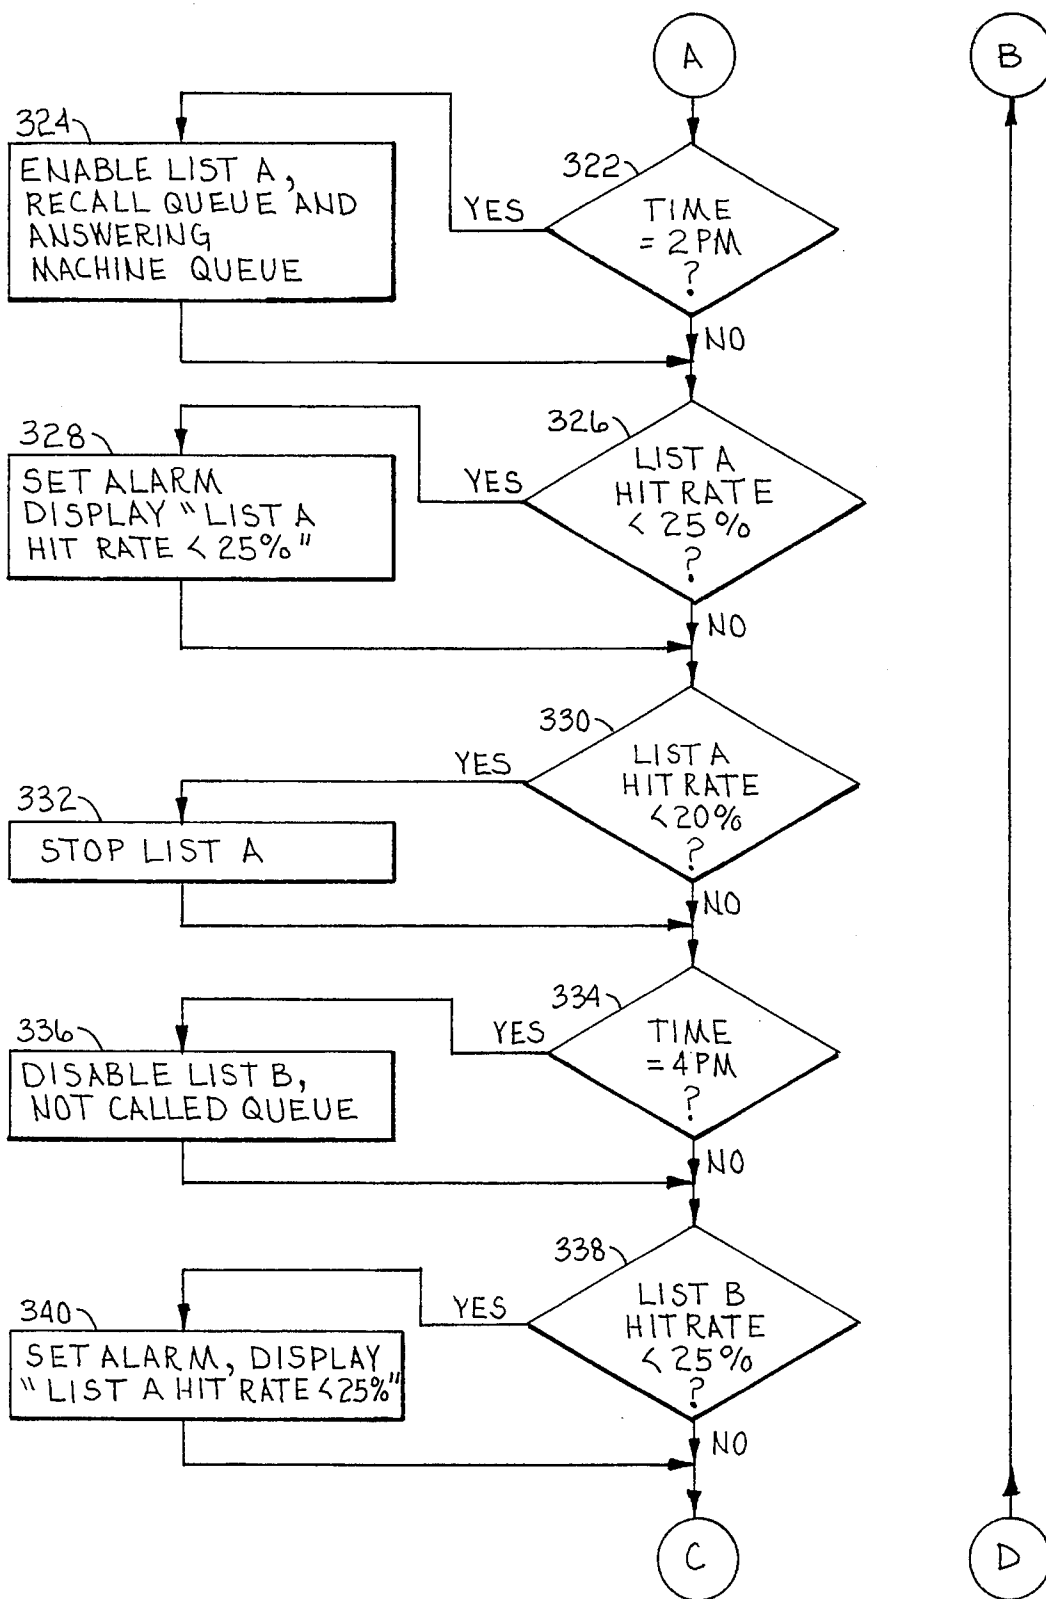 A
B
324
ENABLE LIST A,
RECALL QUEUE AND
ANSWERING
MACHINE QUEUE
YES
322
TIME
= 2 PM
?
NO
328
SET ALARM
DISPLAY "LIST A
HIT RATE < 25%"
YES
326
LIST A
HIT RATE
< 25%
?
NO
332
STOP LIST A
YES
330
LIST A
HIT RATE
<20%
?
NO
336
DISABLE LIST B,
NOT CALLED QUEUE
YES
334
TIME
= 4 PM
?
NO
340
SET ALARM, DISPLAY
"LIST A HIT RATE <25%"
YES
338
LIST B
HIT RATE
< 25%
?
NO
C
D